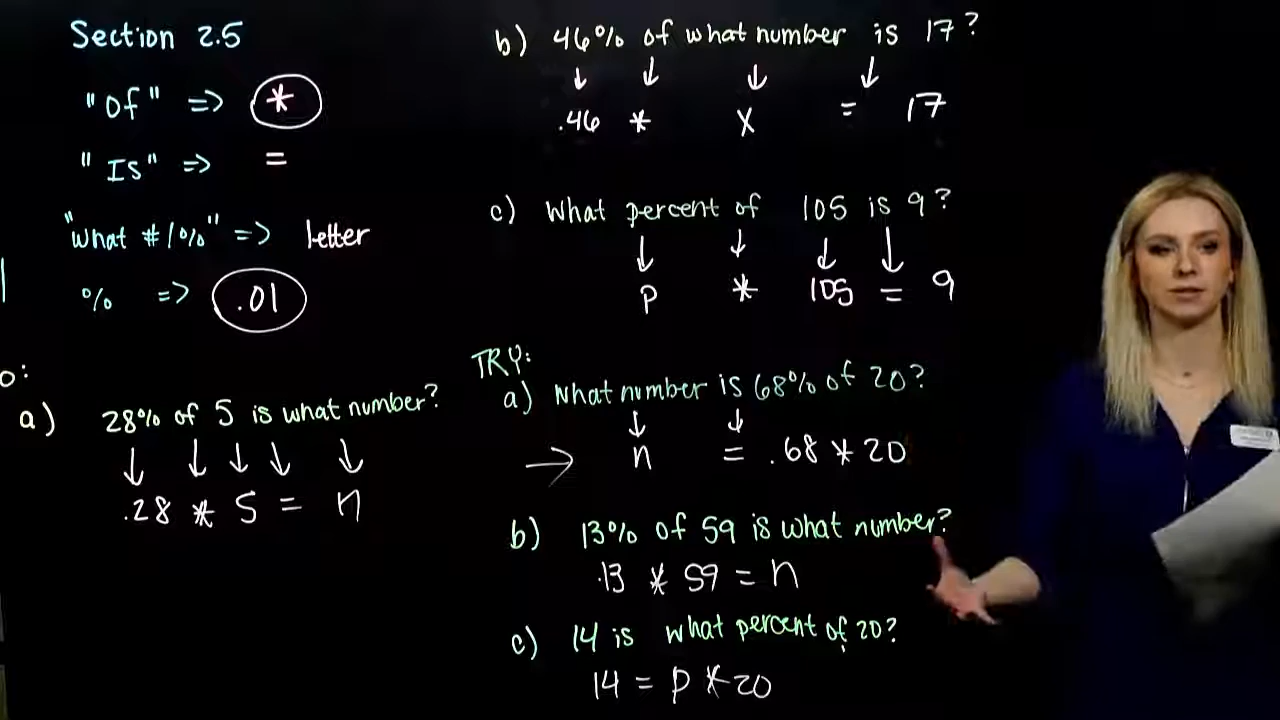 Section 2.5
"Of" => *
"Is" => =
"What #/%" => letter
% => .01
o:
a) 28% of 5 is what number?
.28 * 5 = n
b) 46% of what number is 17?
.46 * X = 17
c) What percent of 105 is 9?
p * 105 = 9
TRY:
a) What number is 68% of 20?
n = .68 * 20
b) 13% of 59 is what number?
.13 * 59 = n
c) 14 is what percent of 20?
14 = p * 20